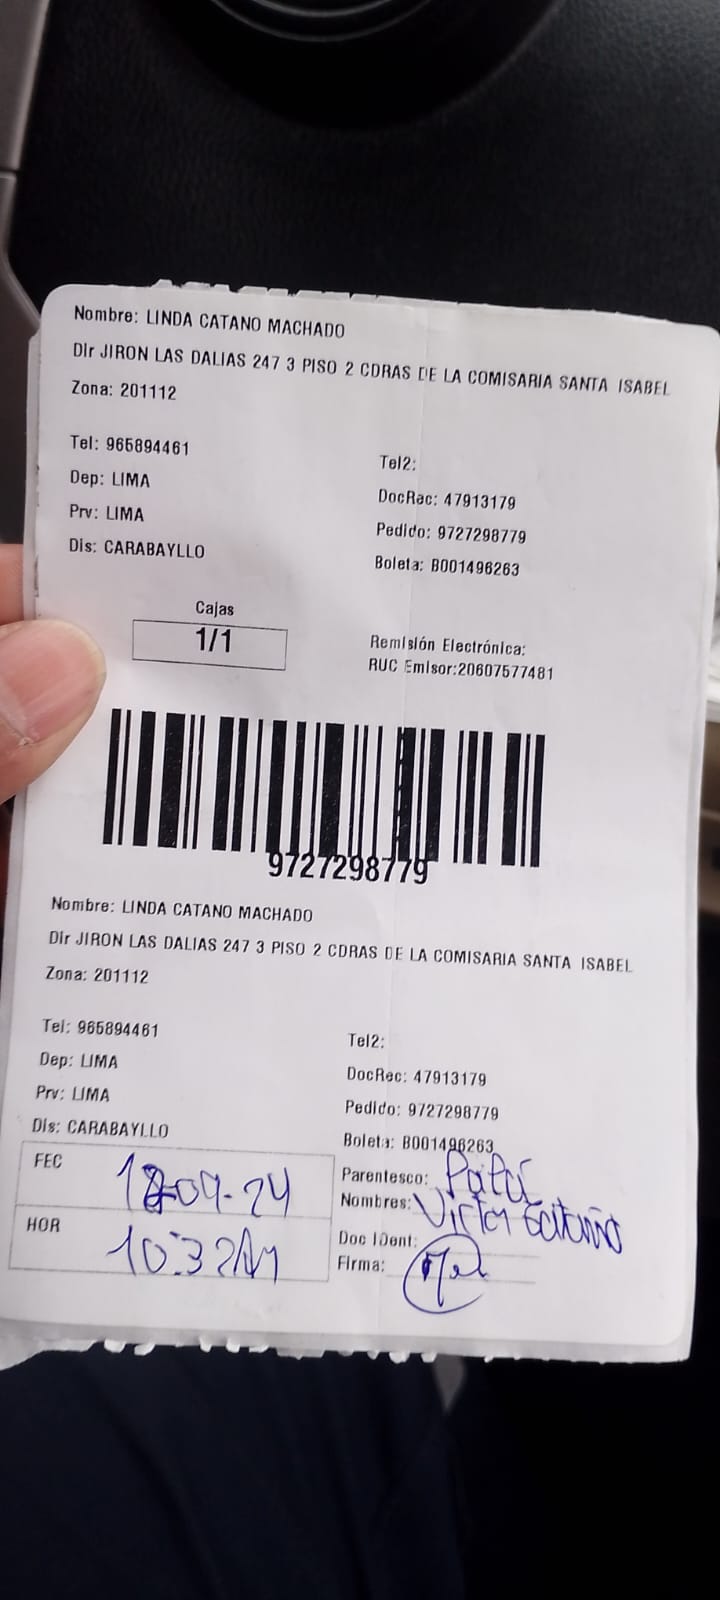 Nombre: LINDA CATANO MACHADO
Dir JIRON LAS DALIAS 247 3 PISO 2 CDRAS DE LA COMISARIA SANTA ISABEL
Zona: 201112
Tel: 965894461
Tel2:
Dep: LIMA
DocRec: 47913179
Prv: LIMA
Pedido: 9727298779
Dis: CARABAYLLO
Boleta: B001496263
Cajas
1/1
Remisión Electrónica:
RUC Emisor:20607577481
9727298779
Nombre: LINDA CATANO MACHADO
Dir JIRON LAS DALIAS 247 3 PISO 2 CDRAS DE LA COMISARIA SANTA ISABEL
Zona: 201112
Tel: 965894461
Tel2:
Dep: LIMA
DocRec: 47913179
Prv: LIMA
Pedido: 9727298779
Dis: CARABAYLLO
Boleta: B001496263
FEC
Parentesco: Papá
Nombres: Victor Cataño
HOR 10:32AM
Doc IDent:
Firma: